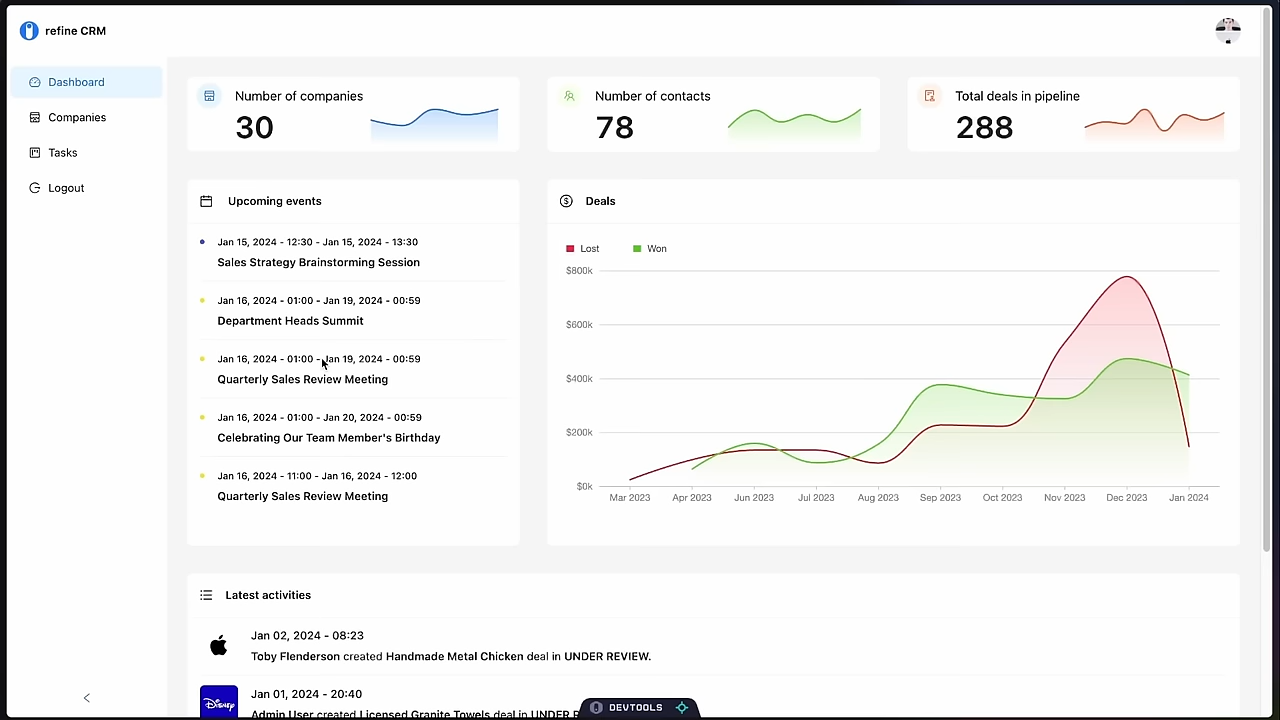 refine CRM
Dashboard
Companies
Tasks
Logout
Number of companies
30
Number of contacts
78
Total deals in pipeline
288
Upcoming events
Jan 15, 2024 - 12:30 - Jan 15, 2024 - 13:30
Sales Strategy Brainstorming Session
Jan 16, 2024 - 01:00 - Jan 19, 2024 - 00:59
Department Heads Summit
Jan 16, 2024 - 01:00 - Jan 19, 2024 - 00:59
Quarterly Sales Review Meeting
Jan 16, 2024 - 01:00 - Jan 20, 2024 - 00:59
Celebrating Our Team Member's Birthday
Jan 16, 2024 - 11:00 - Jan 16, 2024 - 12:00
Quarterly Sales Review Meeting
Deals
Lost Won
$800k
$600k
$400k
$200k
$0k
Mar 2023 Apr 2023 Jun 2023 Jul 2023 Aug 2023 Sep 2023 Oct 2023 Nov 2023 Dec 2023 Jan 2024
Latest activities
Jan 02, 2024 - 08:23
Toby Flenderson created Handmade Metal Chicken deal in UNDER REVIEW.
Disney
Jan 01, 2024 - 20:40
Admin User created Licensed Granite Towels deal in UNDER
DEVTOOLS